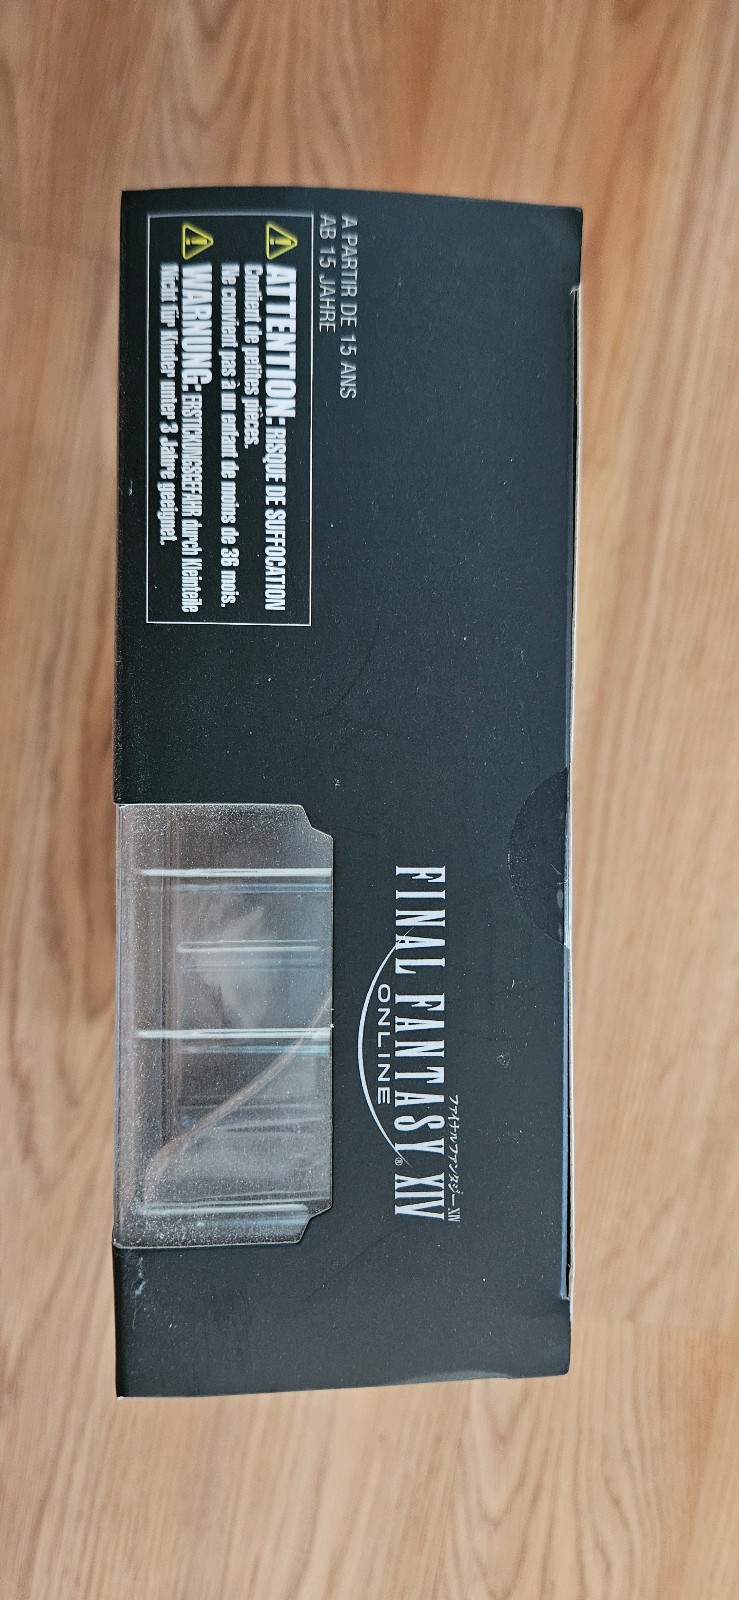 A PARTIR DE 15 ANS
AB 15 JAHRE
ATTENTION: RISQUE DE SUFFOCATION
Contient de petites pièces.
Ne convient pas à un enfant de moins de 36 mois.
WARNUNG: ERSTICKUNGSGEFAHR durch Kleinteile
Nicht für Kinder unter 3 Jahre geeignet.
ファイナルファンタジーXIV
FINAL FANTASY XIV®
ONLINE